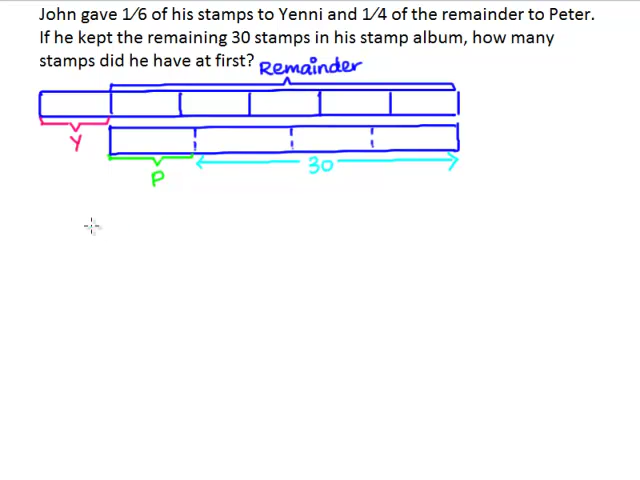 John gave 1⁄6 of his stamps to Yenni and 1⁄4 of the remainder to Peter.
If he kept the remaining 30 stamps in his stamp album, how many
stamps did he have at first?
Remainder
Y
30
P